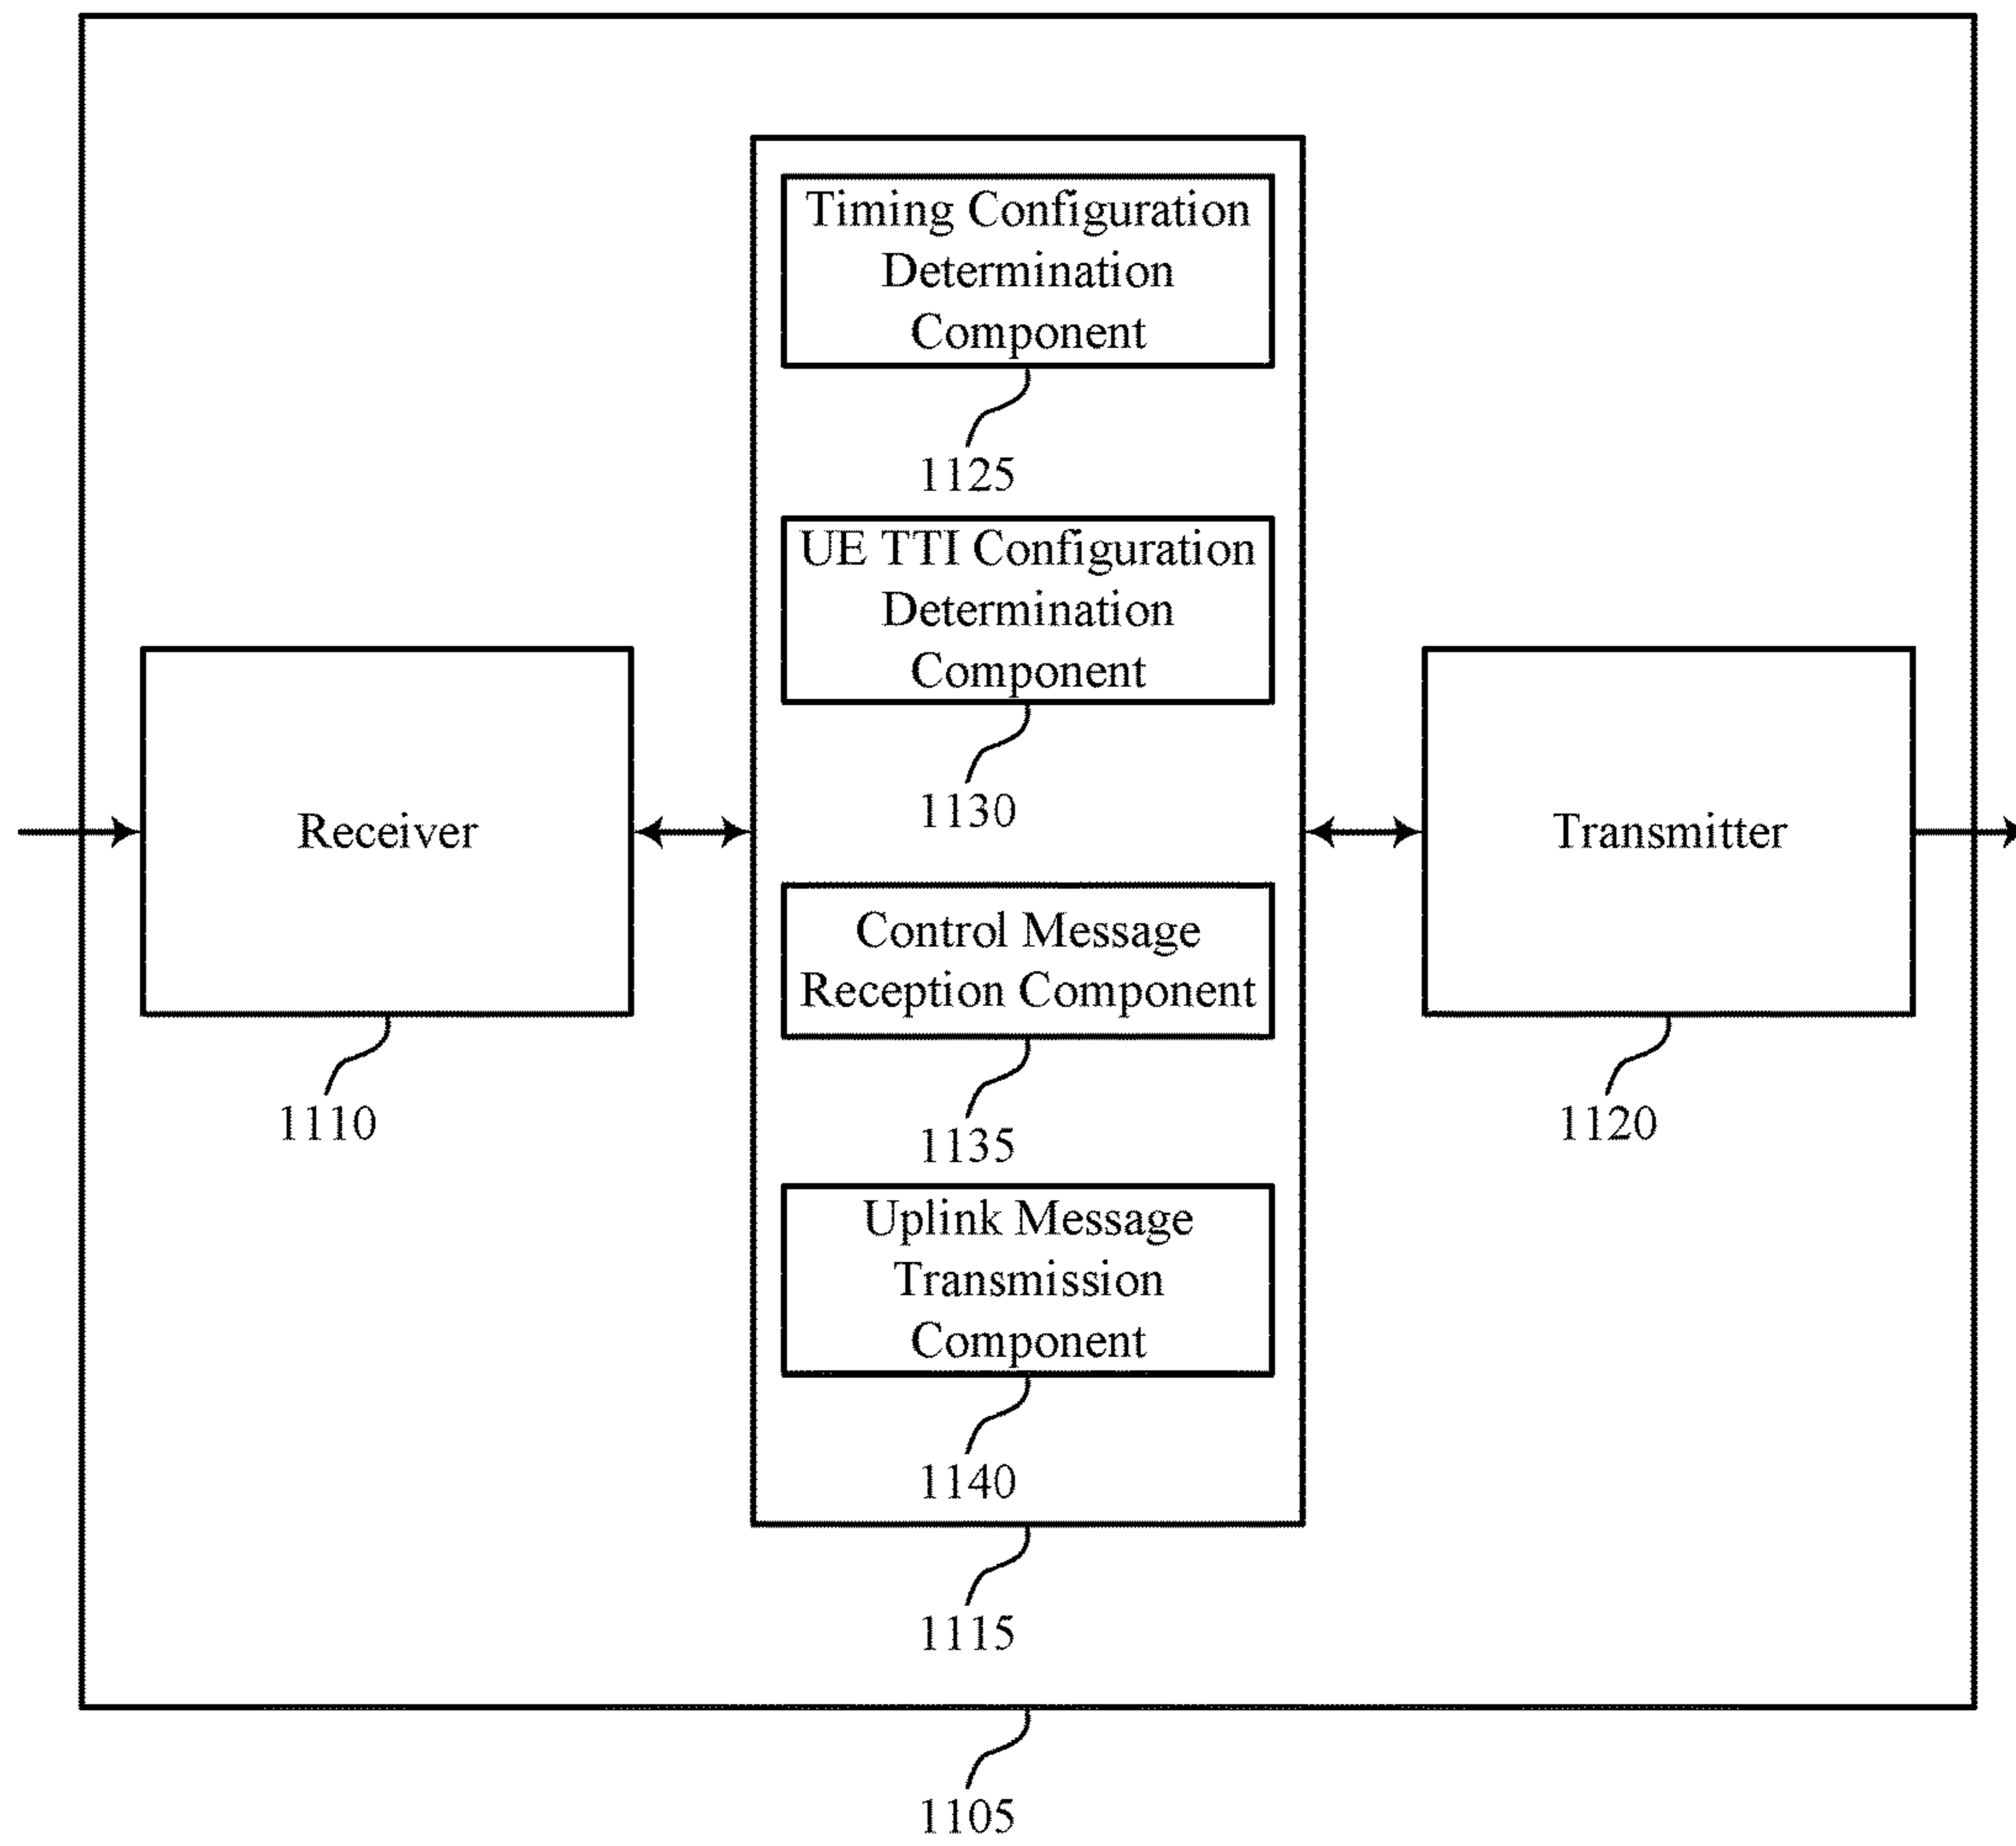 Timing Configuration
Determination
Component
1125
UE TTI Configuration
Determination
Component
1130
Receiver
1110
Control Message
Reception Component
1135
Uplink Message
Transmission
Component
1140
1115
Transmitter
1120
1105